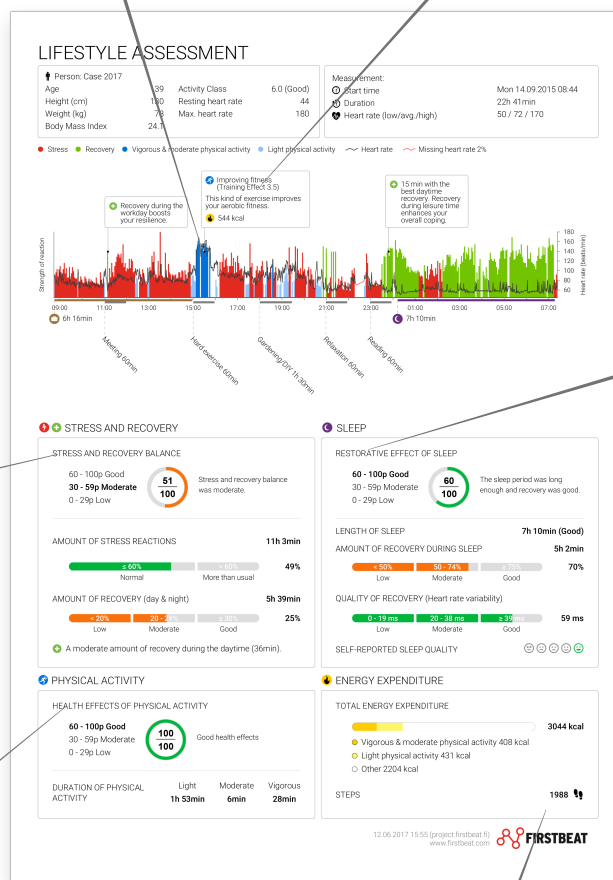 LIFESTYLE ASSESSMENT
Person: Case 2017
Age 39
Height (cm) 180
Weight (kg) 78
Body Mass Index 24.1
Activity Class 6.0 (Good)
Resting heart rate 44
Max. heart rate 180
Measurement:
Start time Mon 14.09.2015 08:44
Duration 22h 41min
Heart rate (low/avg./high) 50 / 72 / 170
Stress Recovery Vigorous & moderate physical activity Light physical activity Heart rate Missing heart rate 2%
Recovery during the
workday boosts
your resilience.
Improving fitness
(Training Effect 3.5)
This kind of exercise improves
your aerobic fitness.
544 kcal
15 min with the
best daytime
recovery. Recovery
during leisure time
enhances your
overall coping.
Strength of reaction
180
160
140
120
100
80
60
Heart rate (beats/min)
09:00 11:00 13:00 15:00 17:00 19:00 21:00 23:00 01:00 03:00 05:00 07:00
6h 16min
7h 10min
Meeting 60min
Hard exercise 60min
Gardening/DIY 1h 30min
Relaxation 60min
Reading 60min
STRESS AND RECOVERY
STRESS AND RECOVERY BALANCE
60 - 100p Good
30 - 59p Moderate
0 - 29p Low
51
100
Stress and recovery balance
was moderate.
AMOUNT OF STRESS REACTIONS 11h 3min
≤ 60% > 60% 49%
Normal More than usual
AMOUNT OF RECOVERY (day & night) 5h 39min
< 20% 20 - 29% ≥ 30% 25%
Low Moderate Good
A moderate amount of recovery during the daytime (36min).
SLEEP
RESTORATIVE EFFECT OF SLEEP
60 - 100p Good
30 - 59p Moderate
0 - 29p Low
60
100
The sleep period was long
enough and recovery was good.
LENGTH OF SLEEP 7h 10min (Good)
AMOUNT OF RECOVERY DURING SLEEP 5h 2min
< 50% 50 - 74% ≥ 75% 70%
Low Moderate Good
QUALITY OF RECOVERY (Heart rate variability)
0 - 19 ms 20 - 38 ms ≥ 39 ms 59 ms
Low Moderate Good
SELF-REPORTED SLEEP QUALITY
PHYSICAL ACTIVITY
HEALTH EFFECTS OF PHYSICAL ACTIVITY
60 - 100p Good
30 - 59p Moderate
0 - 29p Low
100
100
Good health effects
DURATION OF PHYSICAL
ACTIVITY
Light Moderate Vigorous
1h 53min 6min 28min
ENERGY EXPENDITURE
TOTAL ENERGY EXPENDITURE
3044 kcal
Vigorous & moderate physical activity 408 kcal
Light physical activity 431 kcal
Other 2204 kcal
STEPS 1988
12.06.2017 15:55 (project.firstbeat.fi)
www.firstbeat.com
FIRSTBEAT